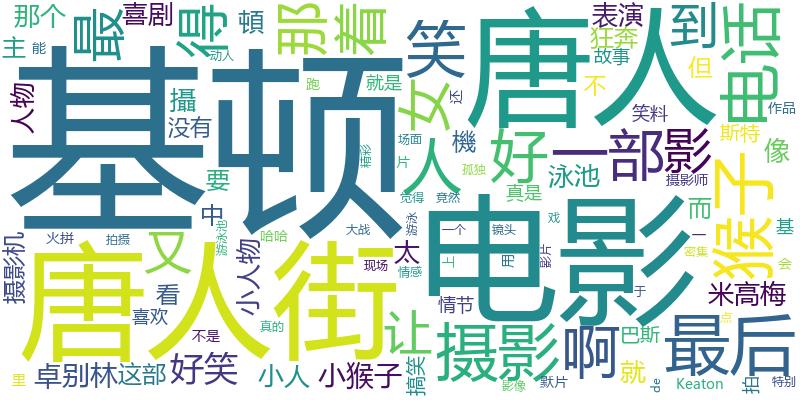 那个 喜剧 最 得 頓 那 着 笑 唐人 表演 到 电话
主 能 动人 狂奔 故事
人物 基顿 攝 就是 女 不 但
没有 还 笑料 作品
跑 機 一部 影 斯特
要 精彩 场面 人 好 像
中 片 孤独 真是 泳池 摄影师 猴子
觉得 竟然 而
摄影机 火拼 拍摄 又 游泳池 大战 游泳 一个 镜头 戏 电影 一 基
唐人街 小人物 哈哈 太 上 用 影片 密集 会
看 现场 情感 于 米高梅
喜欢 情节
不是 真的 让 摄影 啊 巴斯 最后 点
里 卓别林 这部 好笑 小人 小猴子 搞笑 影像 默片 就 de Keaton 拍 特别